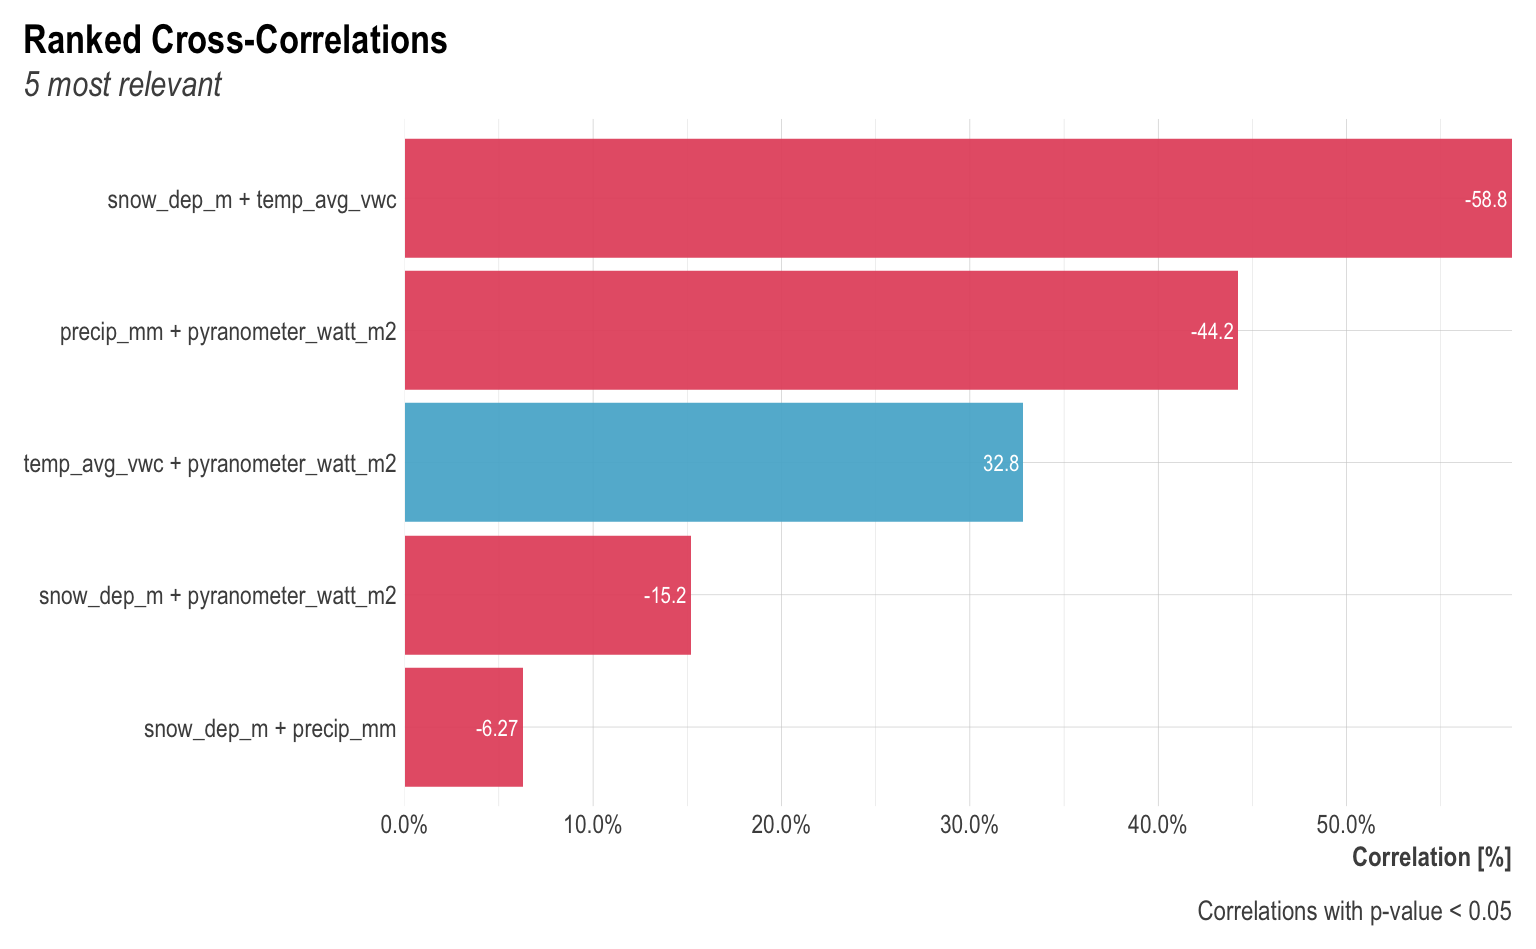 Ranked Cross-Correlations
5 most relevant
snow_dep_m + temp_avg_vwc
-58.8
precip_mm + pyranometer_watt_m2
-44.2
temp_avg_vwc + pyranometer_watt_m2
32.8
snow_dep_m + pyranometer_watt_m2
-15.2
snow_dep_m + precip_mm
-6.27
0.0% 10.0% 20.0% 30.0% 40.0% 50.0%
Correlation [%]
Correlations with p-value < 0.05